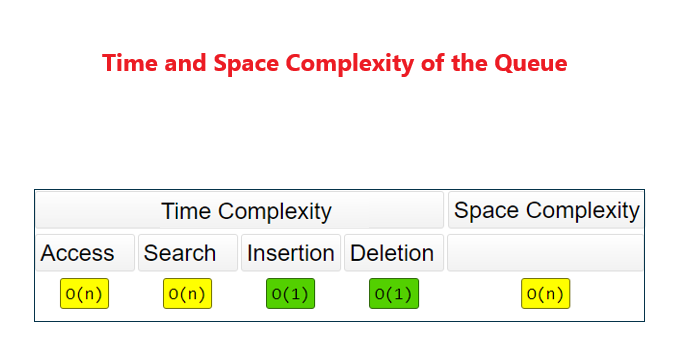 Time and Space Complexity of the Queue
Time Complexity Space Complexity
Access Search Insertion Deletion
O(n) O(n) O(1) O(1) O(n)